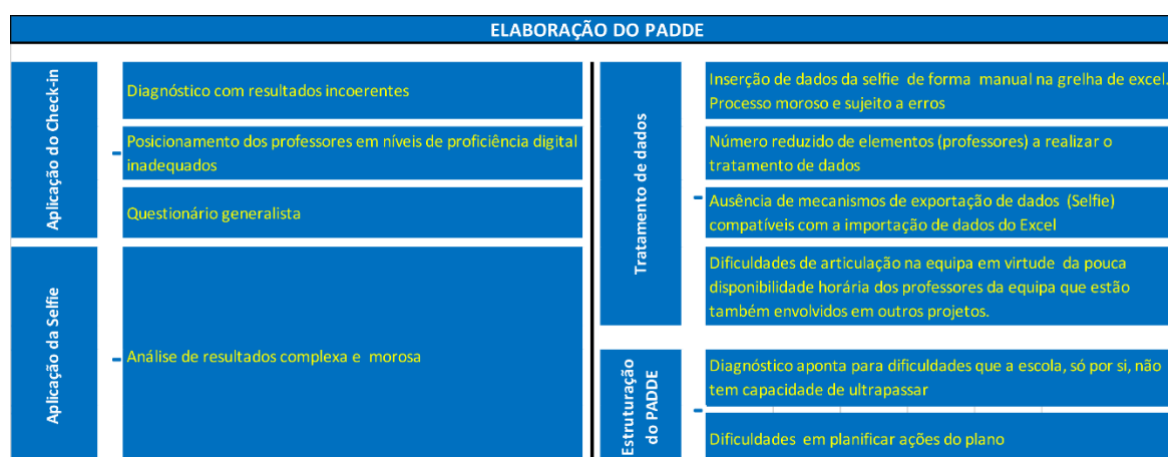 ELABORAÇÃO DO PADDE
Aplicação do Check-in
Diagnóstico com resultados incoerentes
Posicionamento dos professores em níveis de proficiência digital
inadequados
Questionário generalista
Aplicação da Selfie
Análise de resultados complexa e morosa
Tratamento de dados
Inserção de dados da selfie de forma manual na grelha de excel.
Processo moroso e sujeito a erros
Número reduzido de elementos (professores) a realizar o
tratamento de dados
Ausência de mecanismos de exportação de dados (Selfie)
compatíveis com a importação de dados do Excel
Dificuldades de articulação na equipa em virtude da pouca
disponibilidade horária dos professores da equipa que estão
também envolvidos em outros projetos.
Estruturação
do PADDE
Diagnóstico aponta para dificuldades que a escola, só por si, não
tem capacidade de ultrapassar
Dificuldades em planificar ações do plano